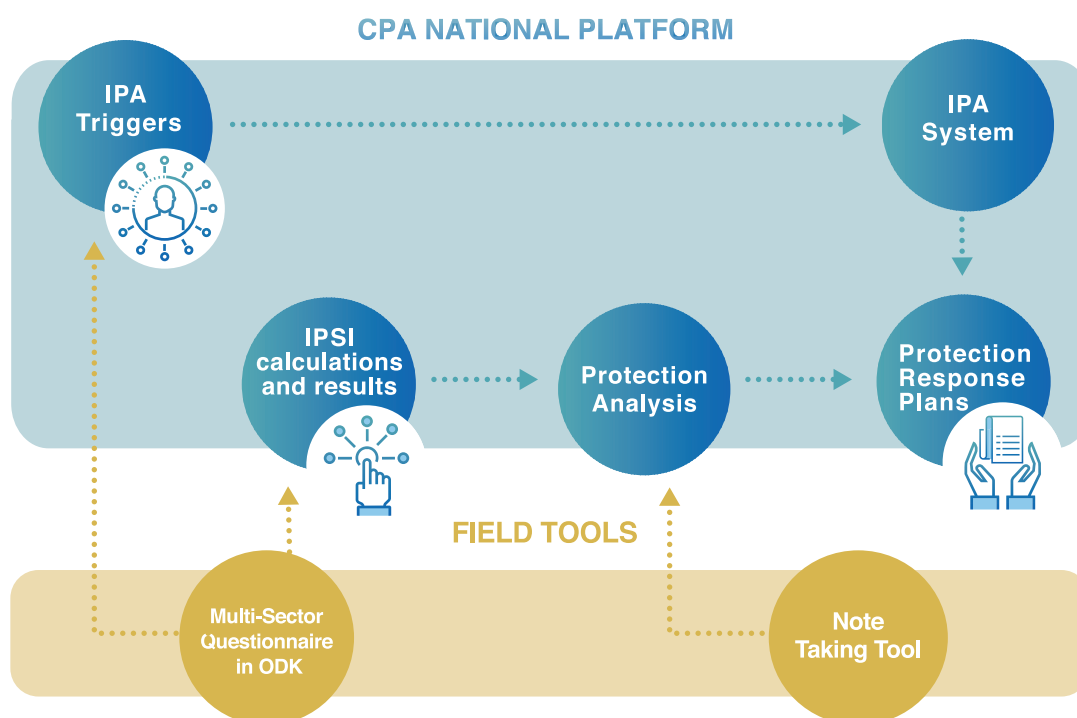 CPA NATIONAL PLATFORM
IPA
Triggers
IPA
System
IPSI
calculations
and results
Protection
Analysis
Protection
Response
Plans
FIELD TOOLS
Multi-Sector
Questionnaire
in ODK
Note
Taking Tool